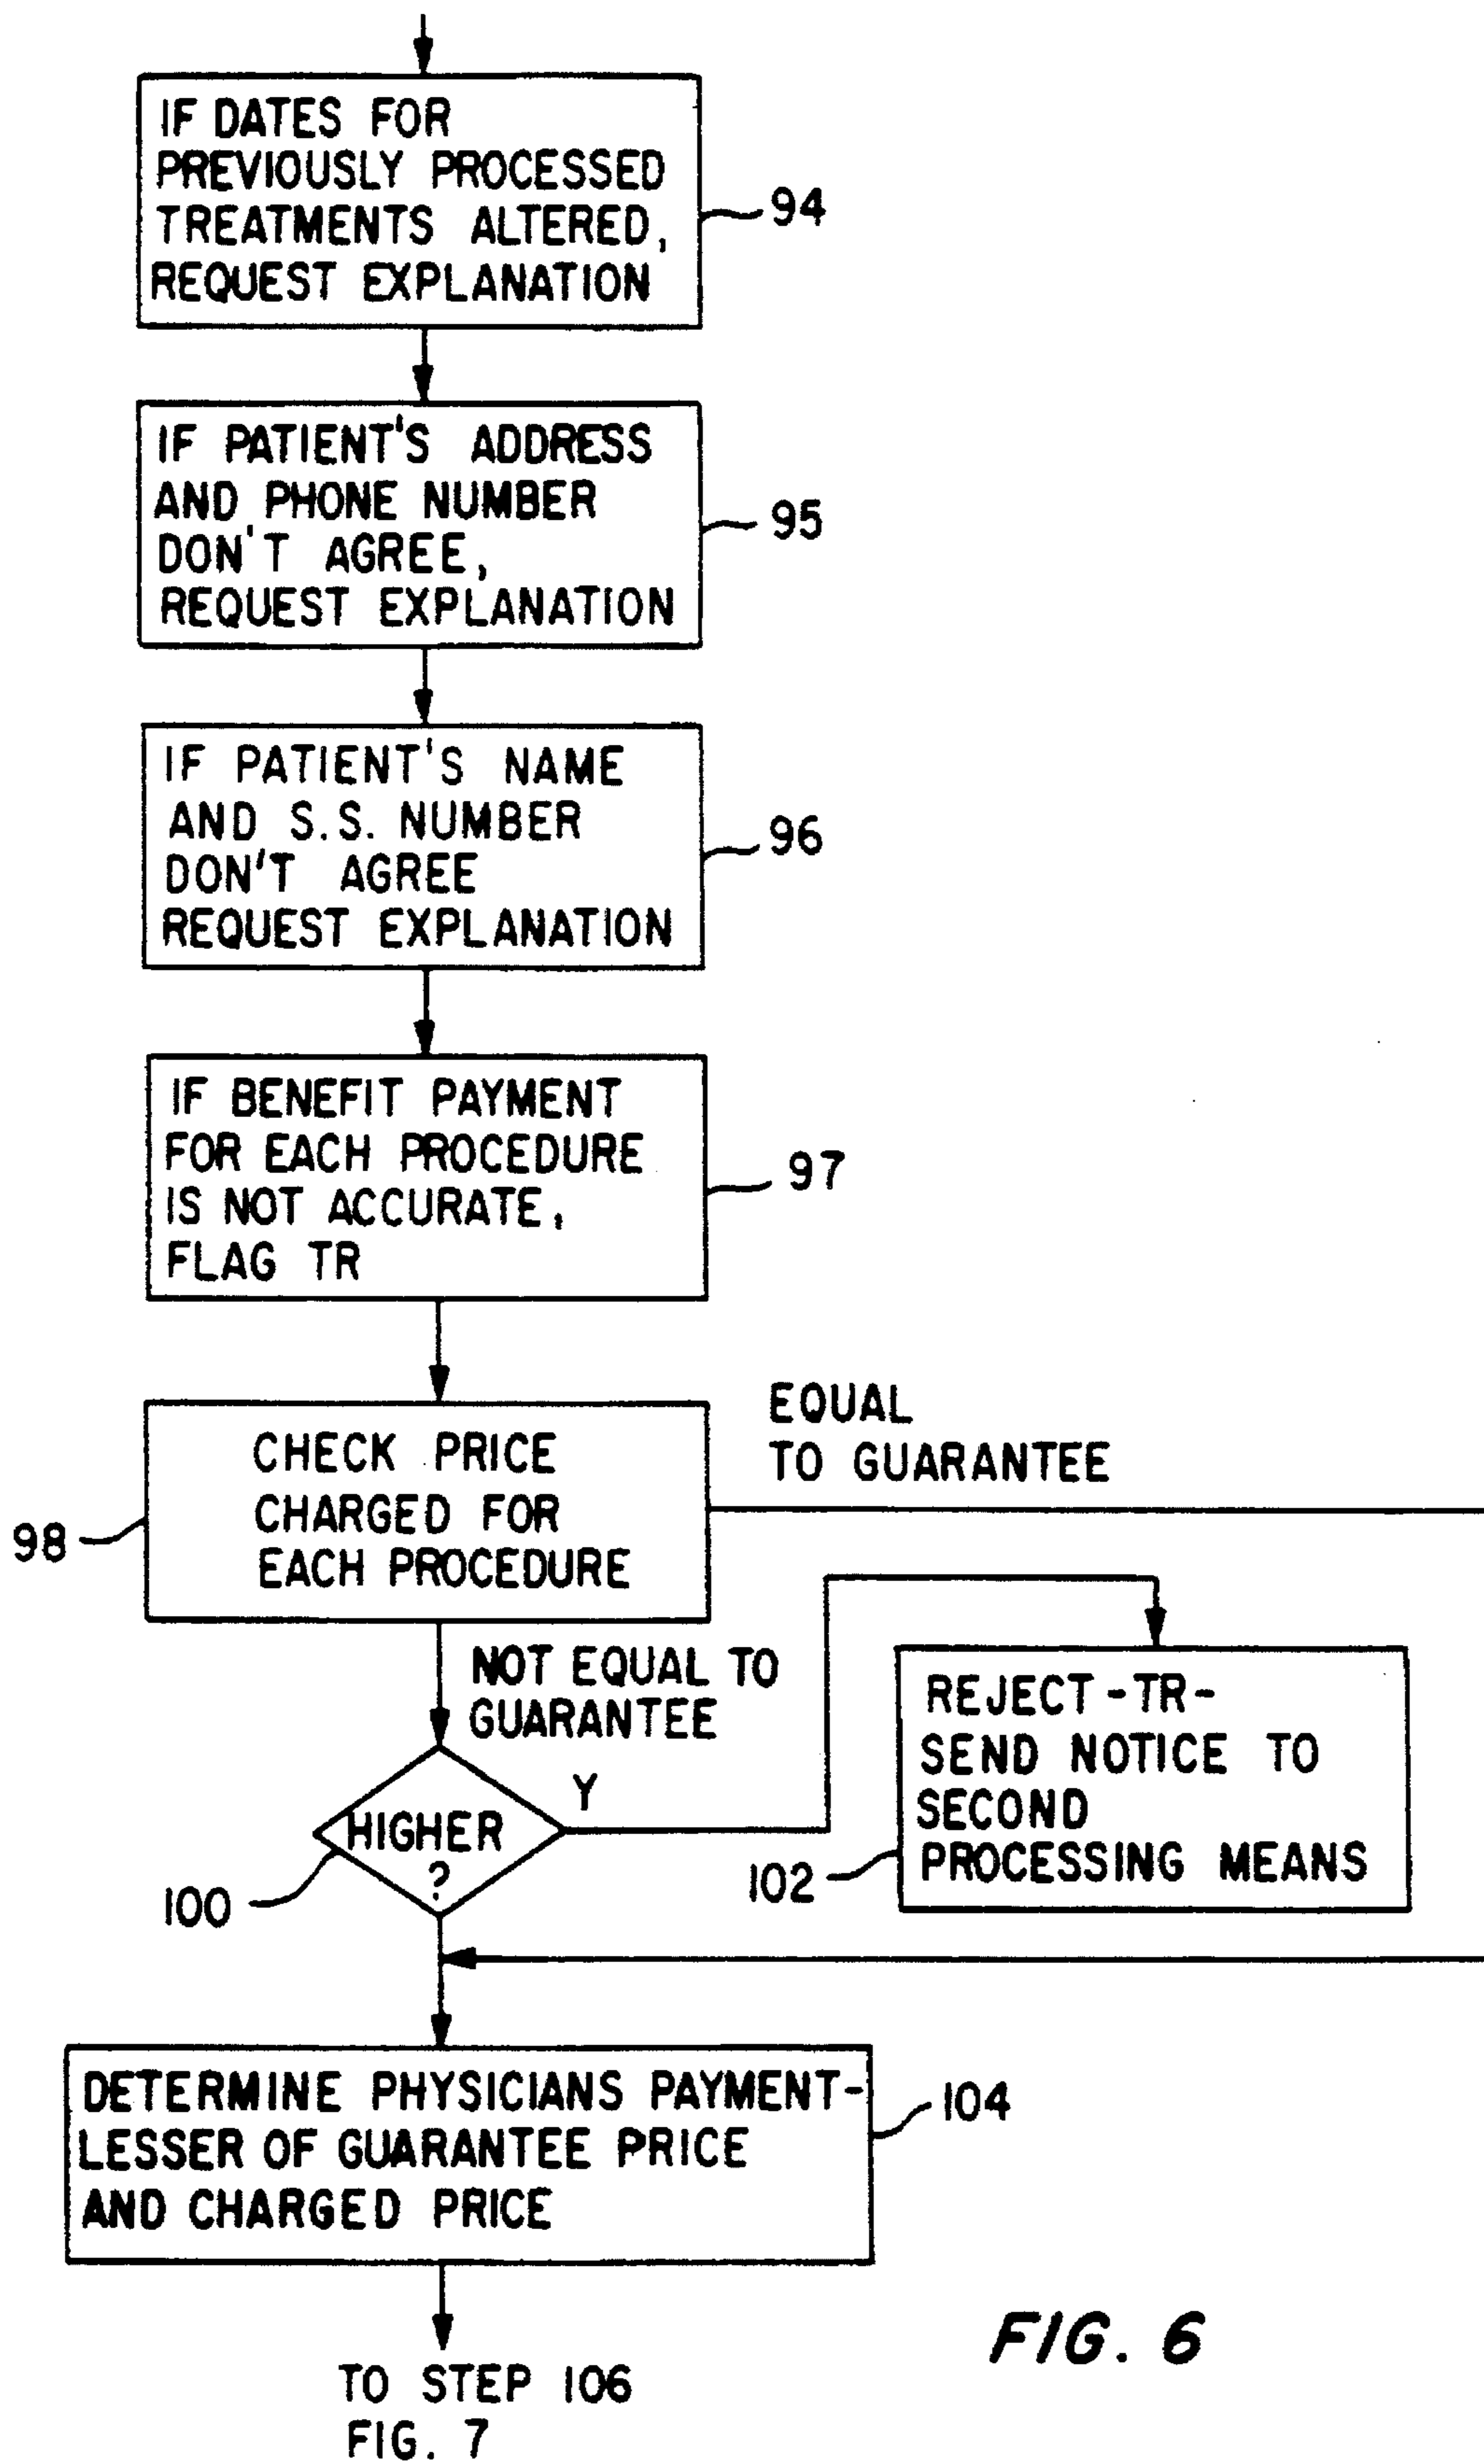 IF DATES FOR
PREVIOUSLY PROCESSED
TREATMENTS ALTERED,
REQUEST EXPLANATION
94
IF PATIENT'S ADDRESS
AND PHONE NUMBER
DON'T AGREE,
REQUEST EXPLANATION
95
IF PATIENT'S NAME
AND S.S. NUMBER
DON'T AGREE
REQUEST EXPLANATION
96
IF BENEFIT PAYMENT
FOR EACH PROCEDURE
IS NOT ACCURATE,
FLAG TR
97
CHECK PRICE
CHARGED FOR
EACH PROCEDURE
98
EQUAL
TO GUARANTEE
NOT EQUAL TO
GUARANTEE
HIGHER
?
100
Y
REJECT-TR-
SEND NOTICE TO
SECOND
PROCESSING MEANS
102
DETERMINE PHYSICIANS PAYMENT-
LESSER OF GUARANTEE PRICE
AND CHARGED PRICE
104
TO STEP 106
FIG. 7
FIG. 6